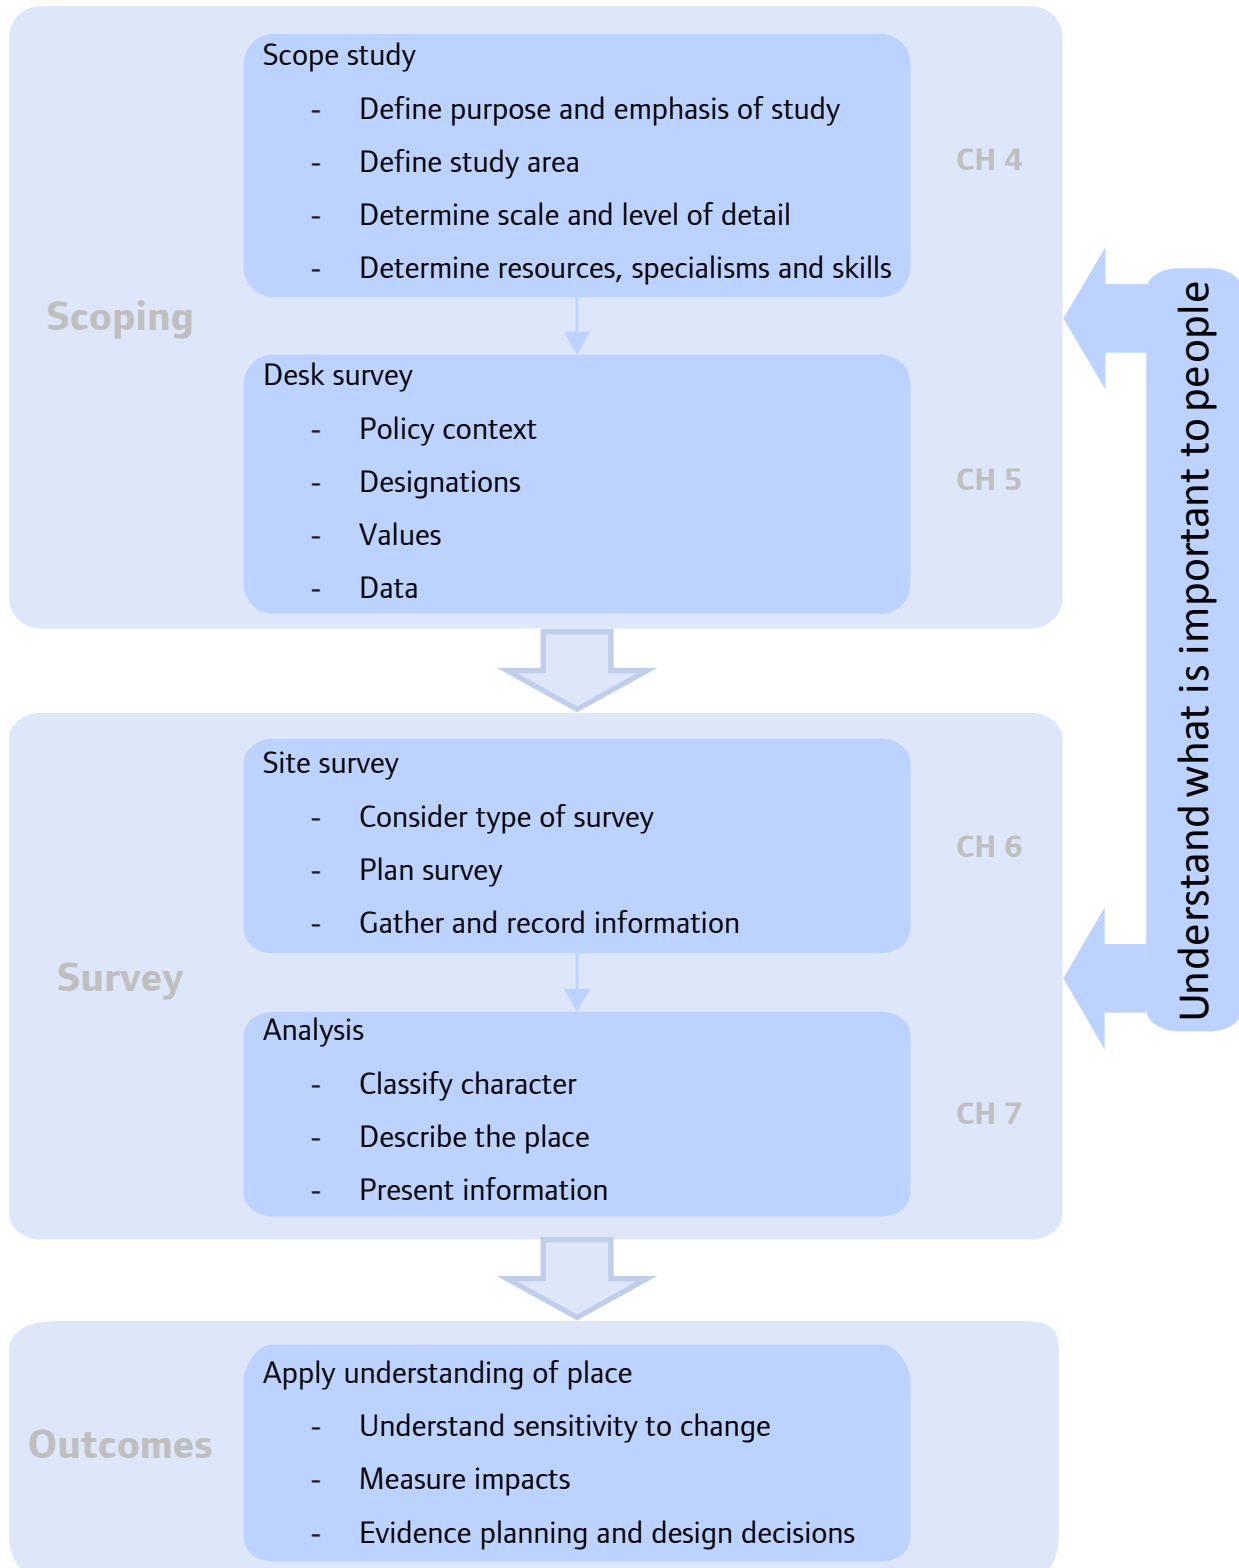 Scope study
- Define purpose and emphasis of study
- Define study area
- Determine scale and level of detail
- Determine resources, specialisms and skills
CH 4
Scoping
Desk survey
- Policy context
- Designations
- Values
- Data
CH 5
Understand what is important to people
Site survey
- Consider type of survey
- Plan survey
- Gather and record information
CH 6
Survey
Analysis
- Classify character
- Describe the place
- Present information
CH 7
Outcomes
Apply understanding of place
- Understand sensitivity to change
- Measure impacts
- Evidence planning and design decisions